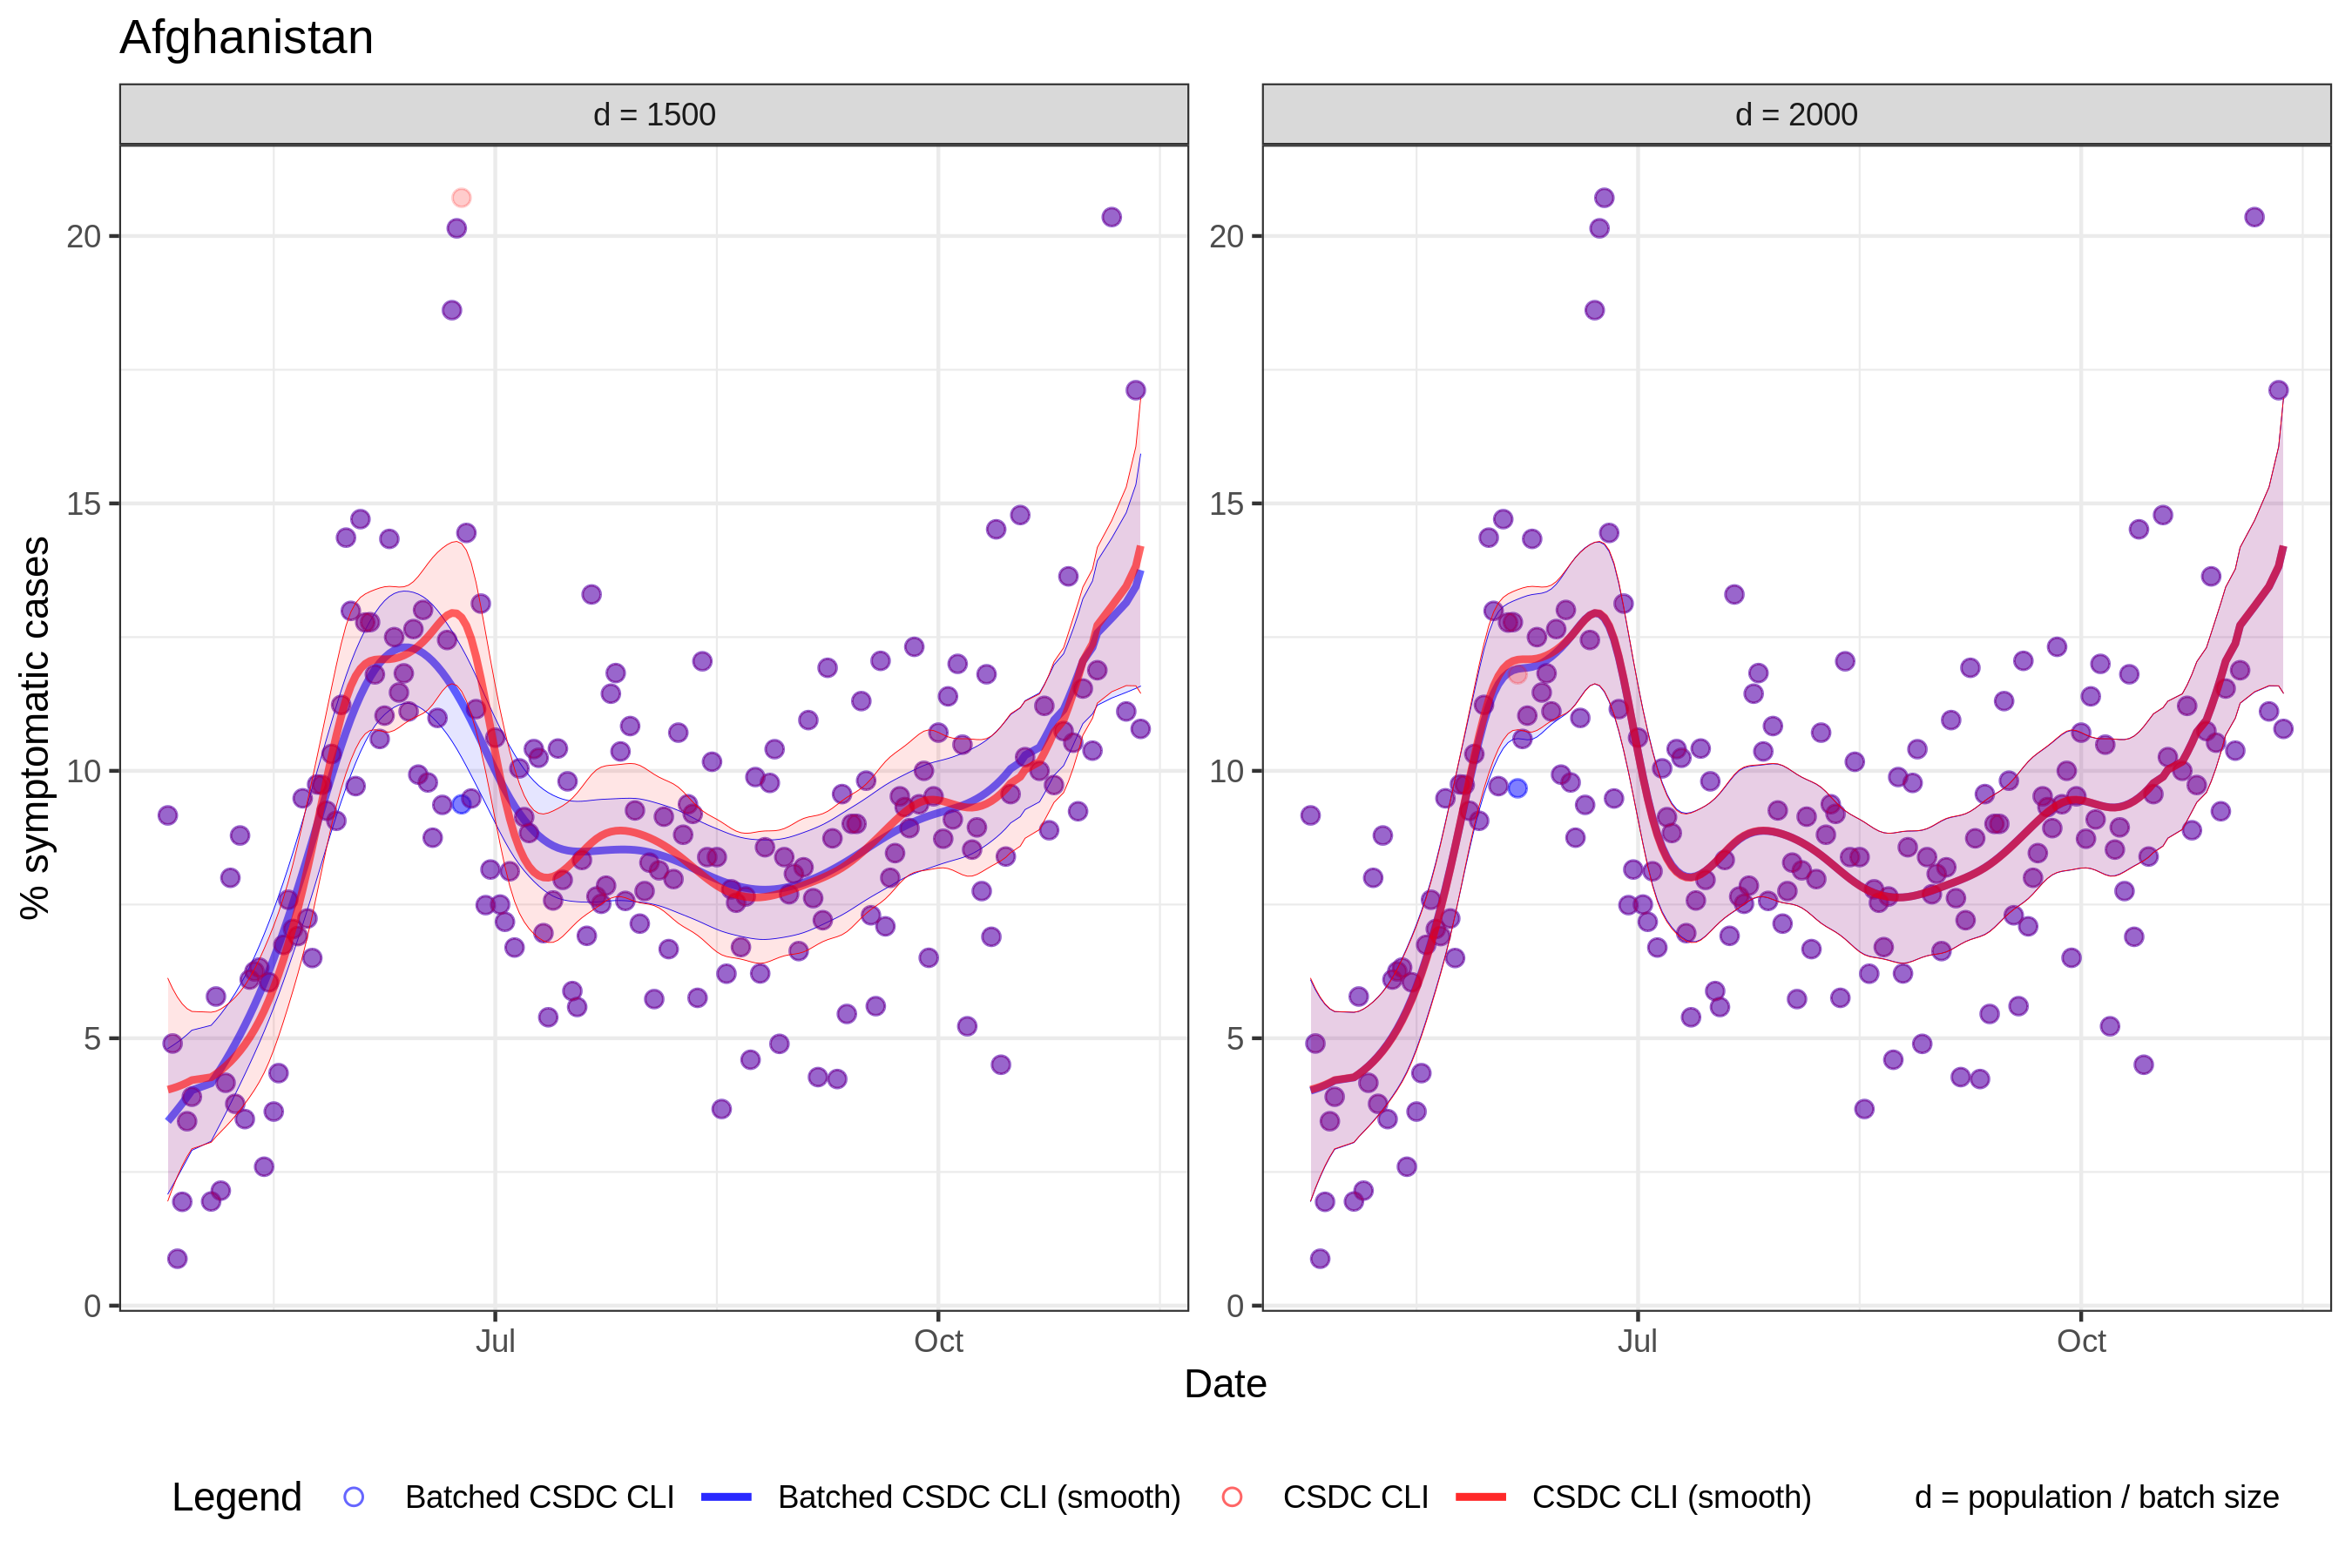 Afghanistan
d = 1500
d = 2000
% symptomatic cases
20
15
10
5
0
20
15
10
5
0
Jul
Oct
Jul
Oct
Date
Legend
Batched CSDC CLI
Batched CSDC CLI (smooth)
CSDC CLI
CSDC CLI (smooth)
d = population / batch size